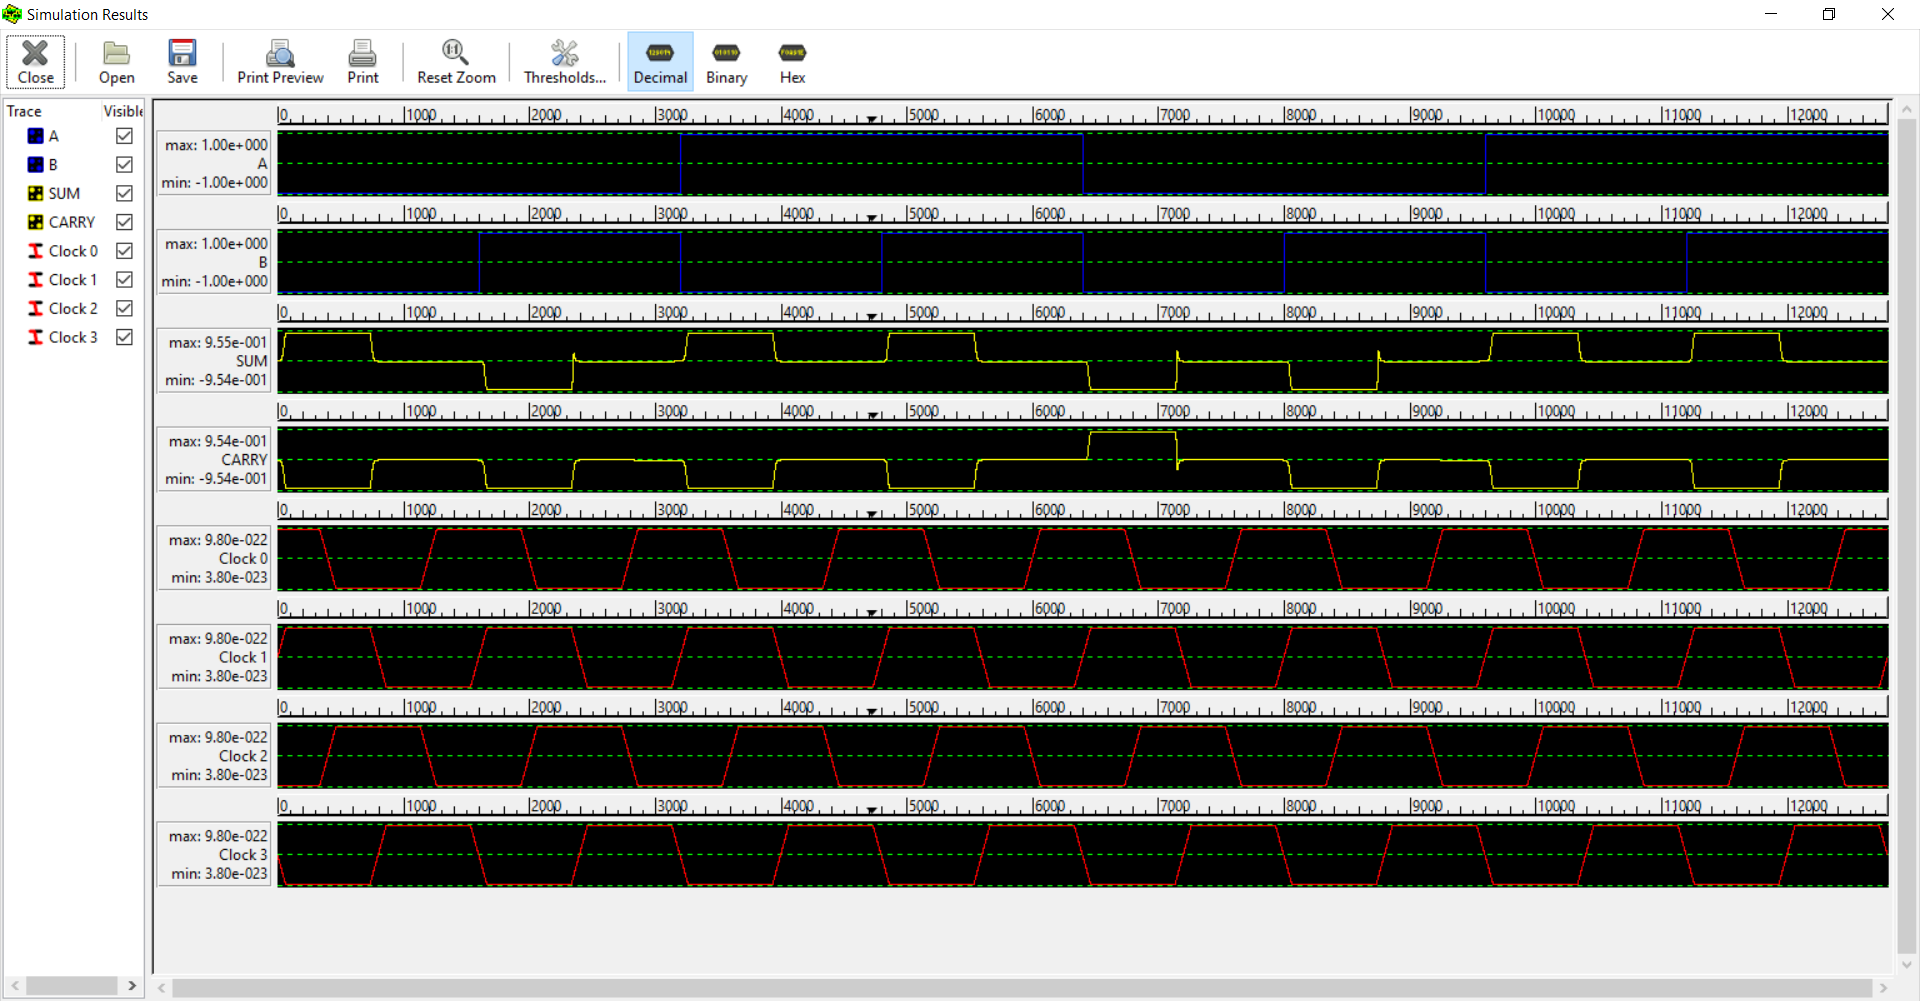 Simulation Results
Close Open Save Print Preview Print Reset Zoom Thresholds... Decimal Binary Hex
Trace Visible
A
B
SUM
CARRY
Clock 0
Clock 1
Clock 2
Clock 3
0 1000 2000 3000 4000 5000 6000 7000 8000 9000 10000 11000 12000
max: 1.00e+000
A
min: -1.00e+000
0 1000 2000 3000 4000 5000 6000 7000 8000 9000 10000 11000 12000
max: 1.00e+000
B
min: -1.00e+000
0 1000 2000 3000 4000 5000 6000 7000 8000 9000 10000 11000 12000
max: 9.55e-001
SUM
min: -9.54e-001
0 1000 2000 3000 4000 5000 6000 7000 8000 9000 10000 11000 12000
max: 9.54e-001
CARRY
min: -9.54e-001
0 1000 2000 3000 4000 5000 6000 7000 8000 9000 10000 11000 12000
max: 9.80e-022
Clock 0
min: 3.80e-023
0 1000 2000 3000 4000 5000 6000 7000 8000 9000 10000 11000 12000
max: 9.80e-022
Clock 1
min: 3.80e-023
0 1000 2000 3000 4000 5000 6000 7000 8000 9000 10000 11000 12000
max: 9.80e-022
Clock 2
min: 3.80e-023
0 1000 2000 3000 4000 5000 6000 7000 8000 9000 10000 11000 12000
max: 9.80e-022
Clock 3
min: 3.80e-023